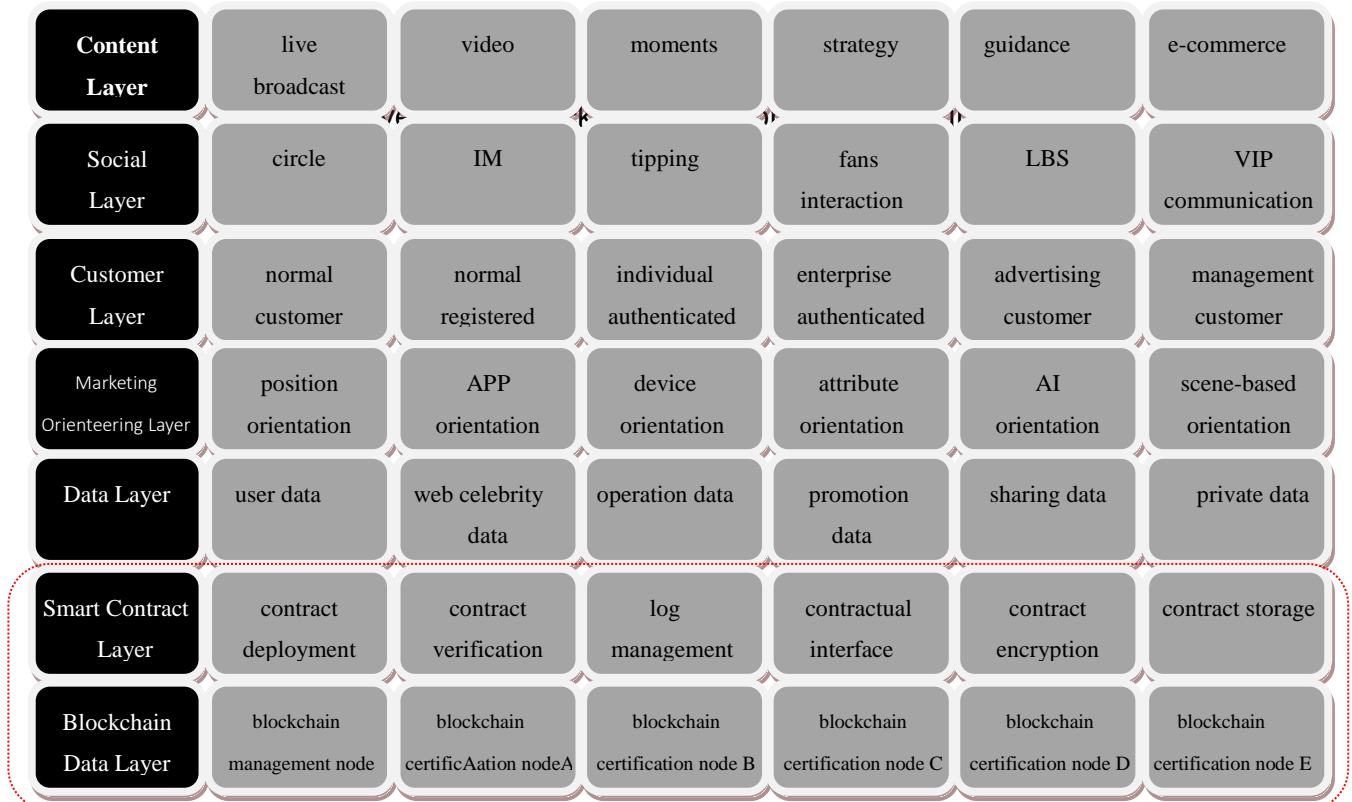 Content
Layer
live
broadcast
video
moments
strategy
guidance
e-commerce
Social
Layer
circle
IM
tipping
fans
interaction
LBS
VIP
communication
Customer
Layer
normal
customer
normal
registered
individual
authenticated
enterprise
authenticated
advertising
customer
management
customer
Marketing
Orienteering Layer
position
orientation
APP
orientation
device
orientation
attribute
orientation
AI
orientation
scene-based
orientation
Data Layer
user data
web celebrity
data
operation data
promotion
data
sharing data
private data
Smart Contract
Layer
contract
deployment
contract
verification
log
management
contractual
interface
contract
encryption
contract storage
Blockchain
Data Layer
blockchain
management node
blockchain
certificAation nodeA
blockchain
certification node B
blockchain
certification node C
blockchain
certification node D
blockchain
certification node E